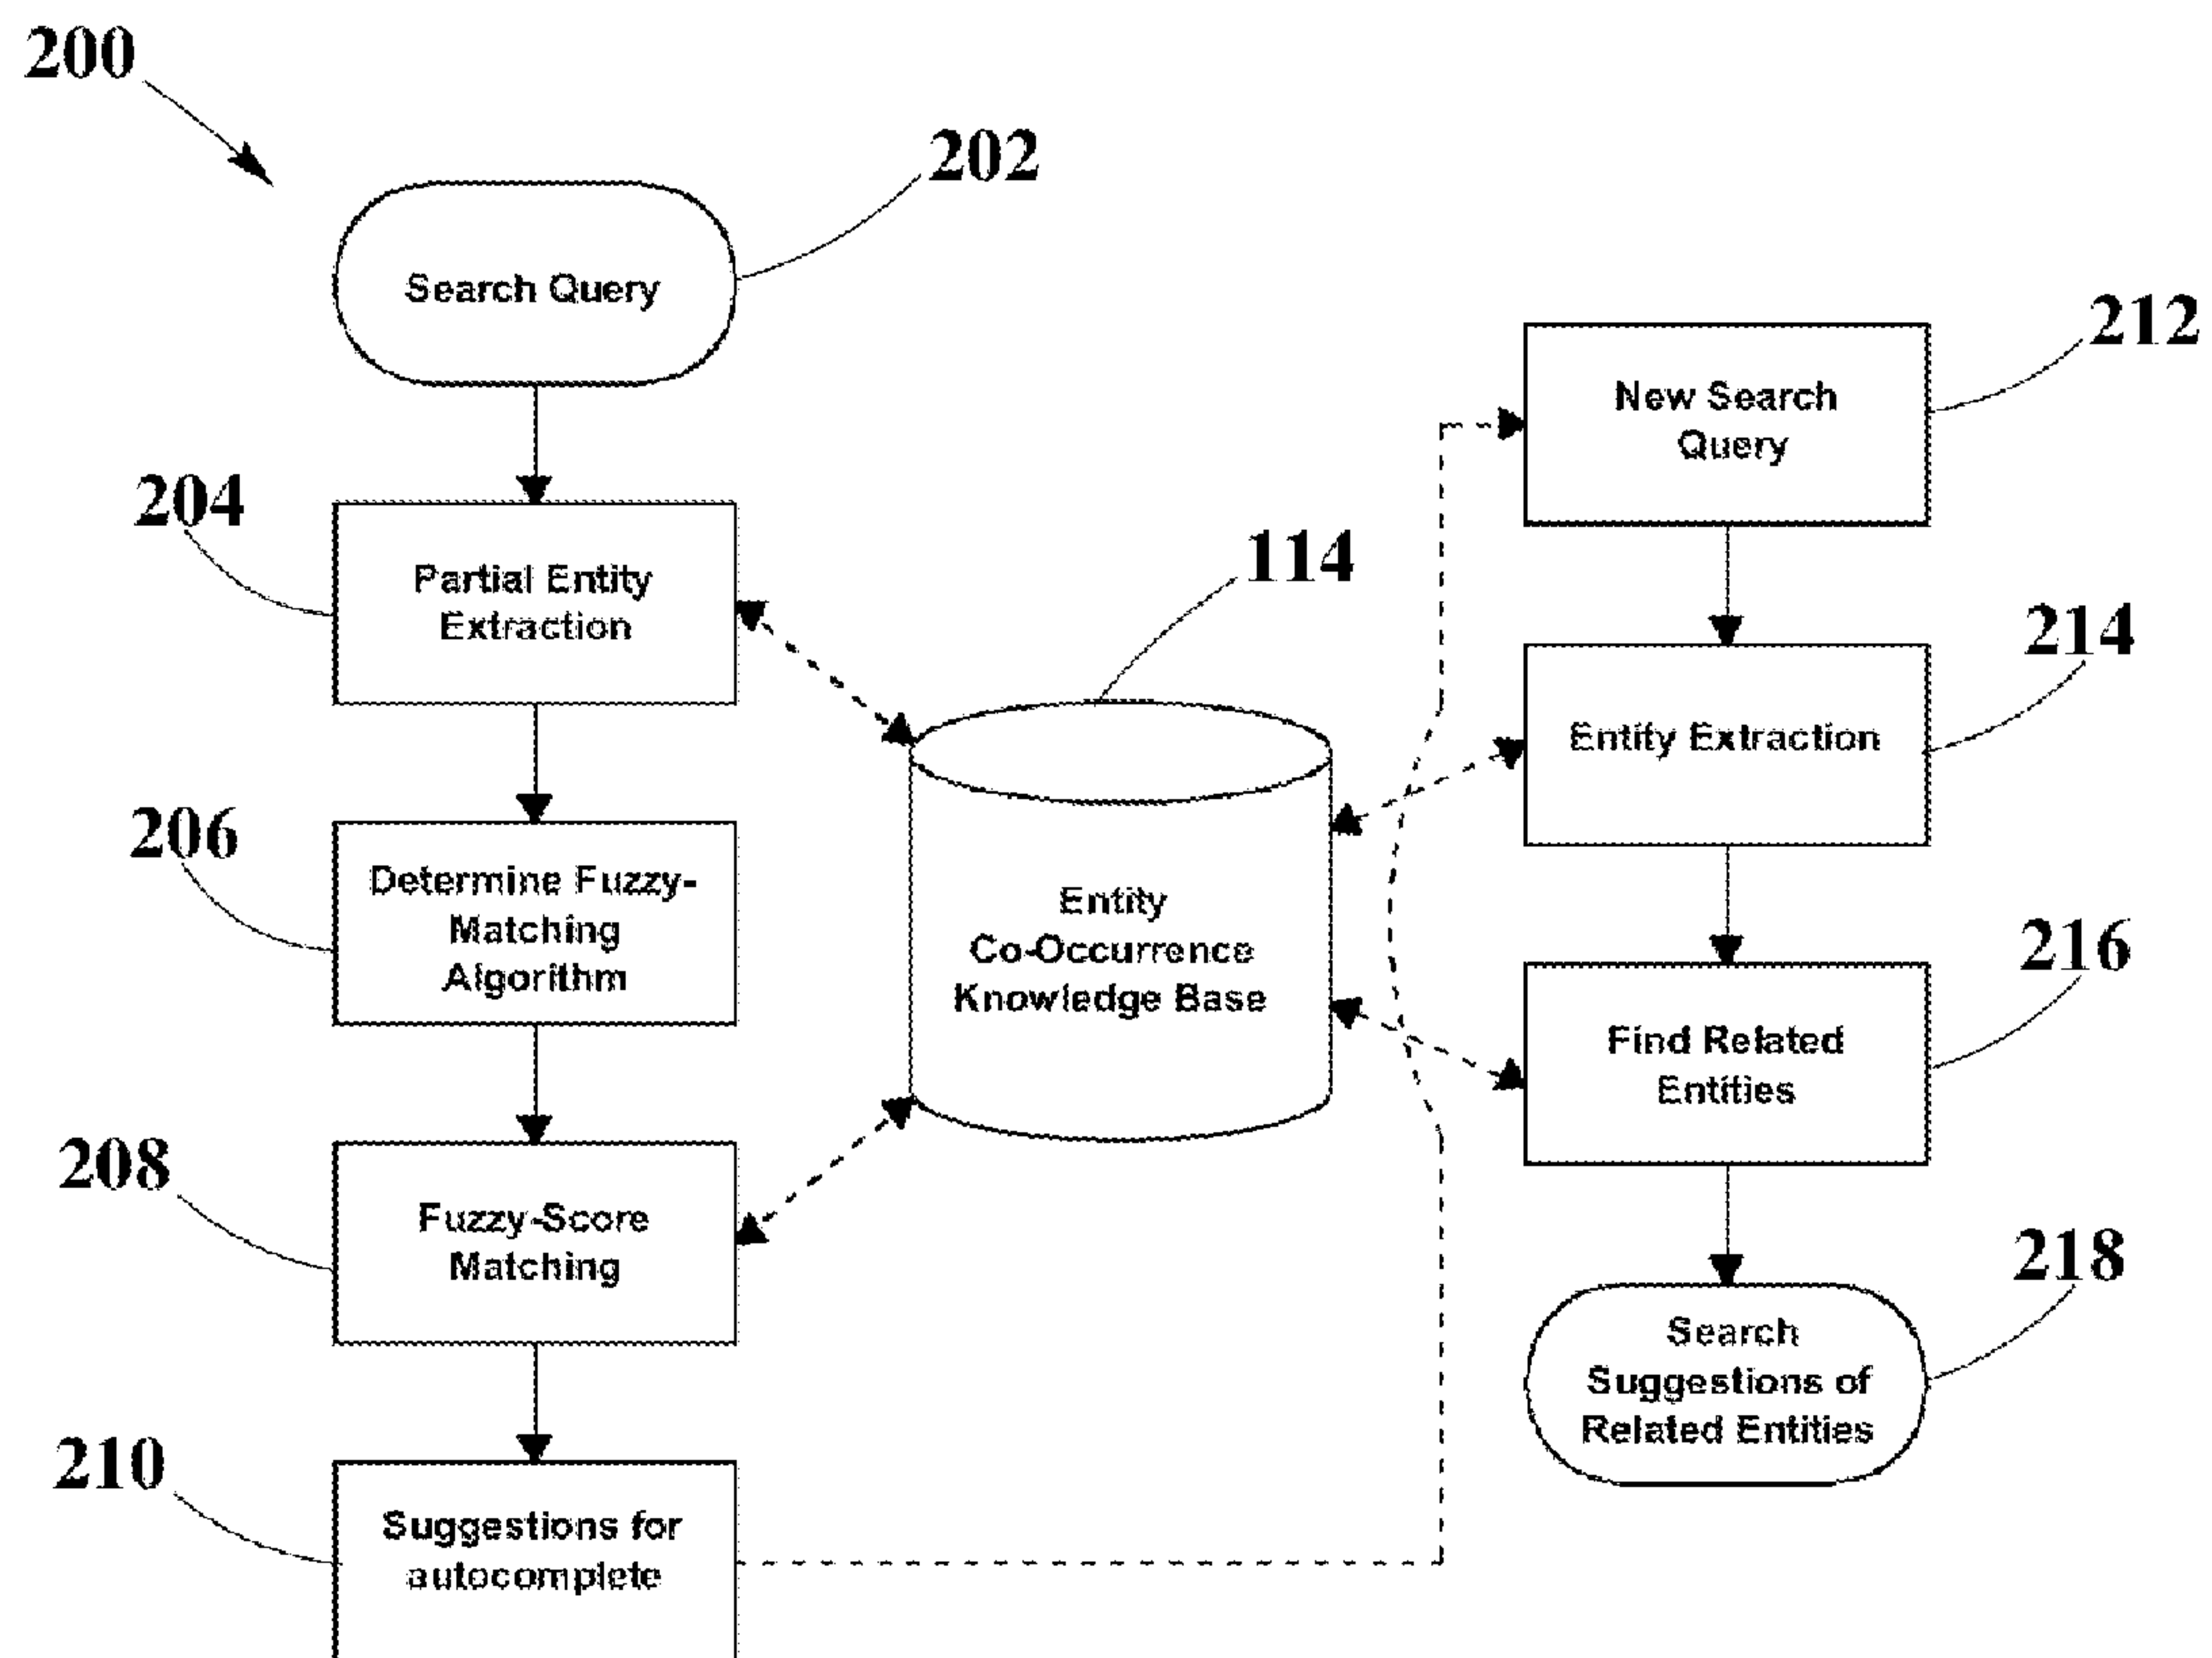 200
202
Search Query
204
Partial Entity
Extraction
206
Determine Fuzzy-
Matching
Algorithm
208
Fuzzy-Score
Matching
210
Suggestions for
autocomplete
114
Entity
Co-Occurrence
Knowledge Base
212
New Search
Query
214
Entity Extraction
216
Find Related
Entities
218
Search
Suggestions of
Related Entities